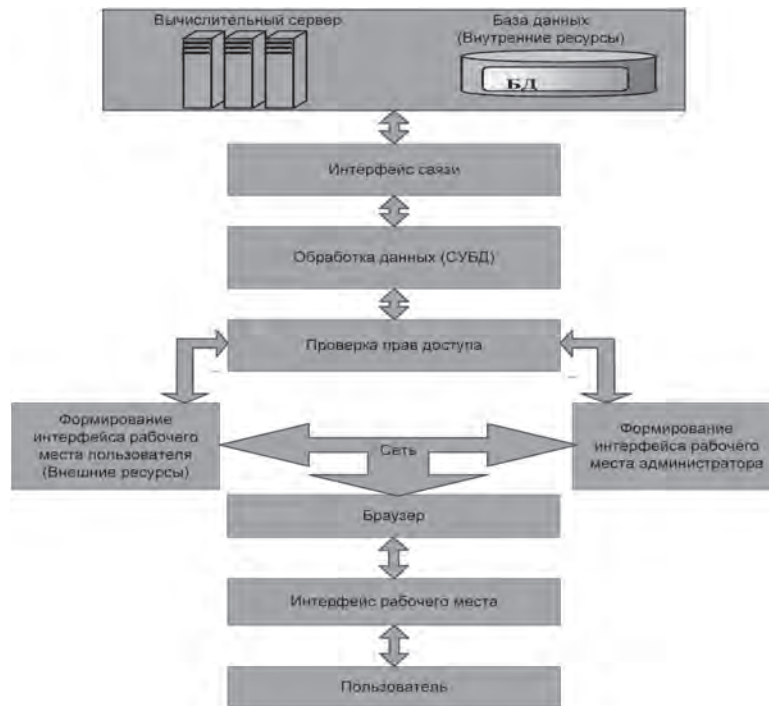 Вычислительный сервер
База данных
(Внутренние ресурсы)
БД
Интерфейс связи
Обработка данных (СУБД)
Проверка прав доступа
Формирование
интерфейса рабочего
места пользователя
(Внешние ресурсы)
Сеть
Формирование
интерфейса рабочего
места администратора
Браузер
Интерфейс рабочего места
Пользователь